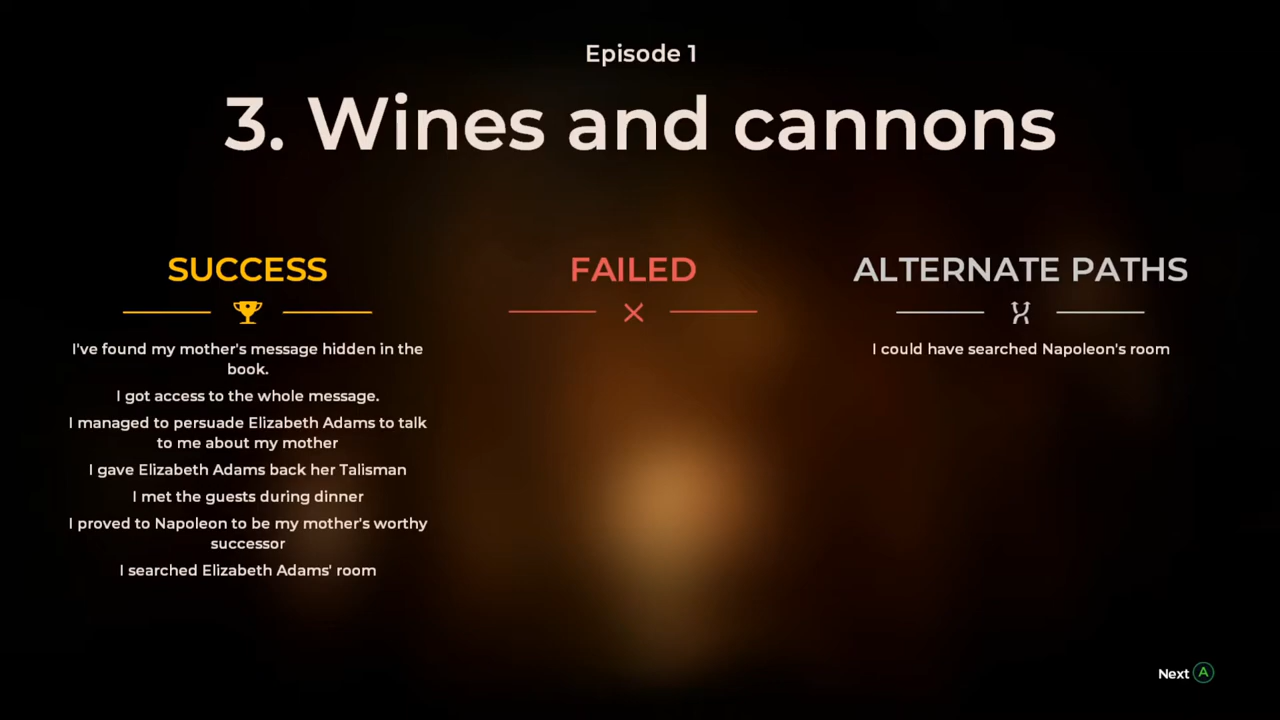 Episode 1
3. Wines and cannons
SUCCESS
I've found my mother's message hidden in the
book.
I got access to the whole message.
I managed to persuade Elizabeth Adams to talk
to me about my mother
I gave Elizabeth Adams back her Talisman
I met the guests during dinner
I proved to Napoleon to be my mother's worthy
successor
I searched Elizabeth Adams' room
FAILED
ALTERNATE PATHS
I could have searched Napoleon's room
Next A